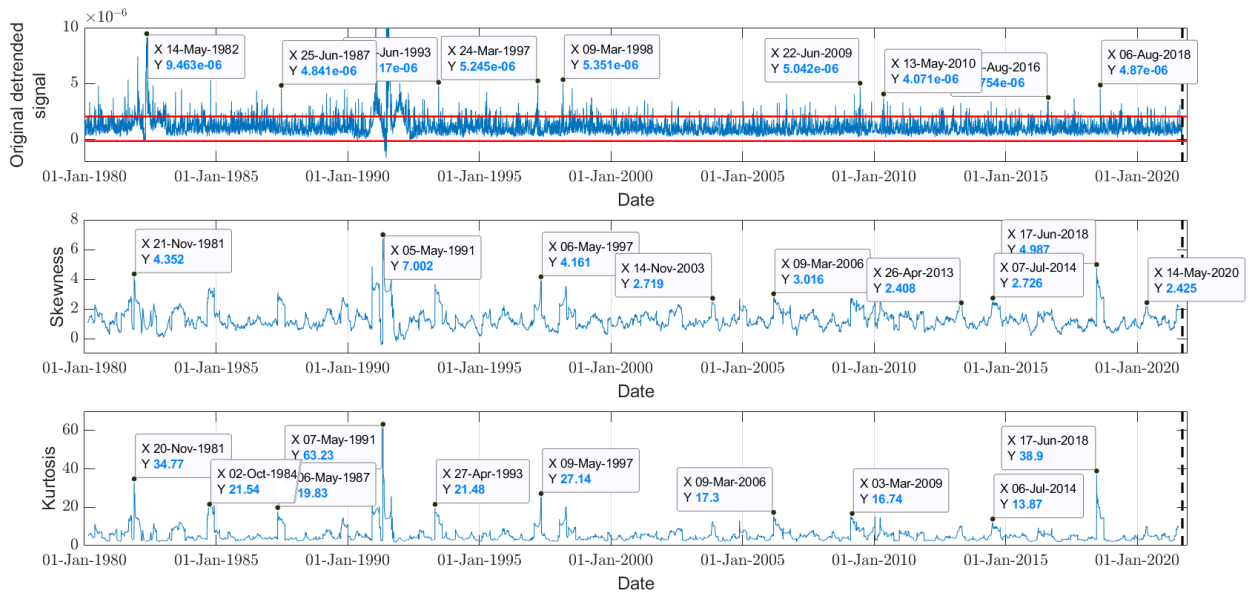 ×10⁻⁶
10
5
0
Original detrended
signal
X 14-May-1982
Y 9.463e-06
X 25-Jun-1987
Y 4.841e-06
Jun-1993
17e-06
X 24-Mar-1997
Y 5.245e-06
X 09-Mar-1998
Y 5.351e-06
X 22-Jun-2009
Y 5.042e-06
X 13-May-2010
Y 4.071e-06
-Aug-2016
754e-06
X 06-Aug-2018
Y 4.87e-06
01-Jan-1980 01-Jan-1985 01-Jan-1990 01-Jan-1995 01-Jan-2000 01-Jan-2005 01-Jan-2010 01-Jan-2015 01-Jan-2020
Date
8
6
4
2
0
Skewness
X 21-Nov-1981
Y 4.352
X 05-May-1991
Y 7.002
X 06-May-1997
Y 4.161
X 14-Nov-2003
Y 2.719
X 09-Mar-2006
Y 3.016
X 26-Apr-2013
Y 2.408
X 17-Jun-2018
Y 4.987
X 07-Jul-2014
Y 2.726
X 14-May-2020
Y 2.425
01-Jan-1980 01-Jan-1985 01-Jan-1990 01-Jan-1995 01-Jan-2000 01-Jan-2005 01-Jan-2010 01-Jan-2015 01-Jan-2020
Date
60
40
20
0
Kurtosis
X 20-Nov-1981
Y 34.77
X 02-Oct-1984
Y 21.54
X 07-May-1991
Y 63.23
06-May-1987
19.83
X 27-Apr-1993
Y 21.48
X 09-May-1997
Y 27.14
X 09-Mar-2006
Y 17.3
X 03-Mar-2009
Y 16.74
X 17-Jun-2018
Y 38.9
X 06-Jul-2014
Y 13.87
01-Jan-1980 01-Jan-1985 01-Jan-1990 01-Jan-1995 01-Jan-2000 01-Jan-2005 01-Jan-2010 01-Jan-2015 01-Jan-2020
Date